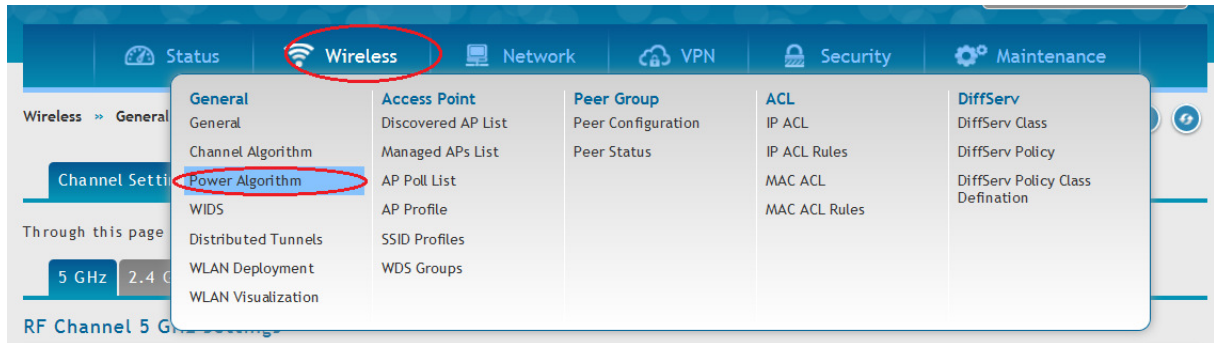 Status Wireless Network VPN Security Maintenance
Wireless » General
General Access Point Peer Group ACL DiffServ
General Discovered AP List Peer Configuration IP ACL DiffServ Class
Channel Algorithm Managed APs List Peer Status IP ACL Rules DiffServ Policy
Channel Power Algorithm AP Poll List MAC ACL DiffServ Policy Class
Defination
WIDS AP Profile MAC ACL Rules
Through this page Distributed Tunnels SSID Profiles
5 GHz 2.4 WLAN Deployment WDS Groups
WLAN Visualization
RF Channel 5